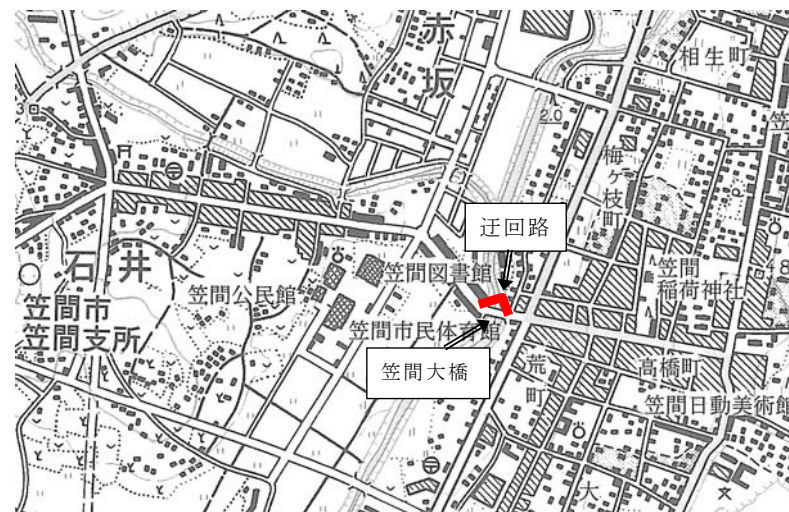 赤坂
相生町
2.0
梅ヶ枝町
迂回路
笠間図書館
石井
笠間公民館
笠間
稲荷神社
笠間市
笠間支所
笠間市民体育館
笠間大橋
荒町
高橋町
笠間日動美術館
大